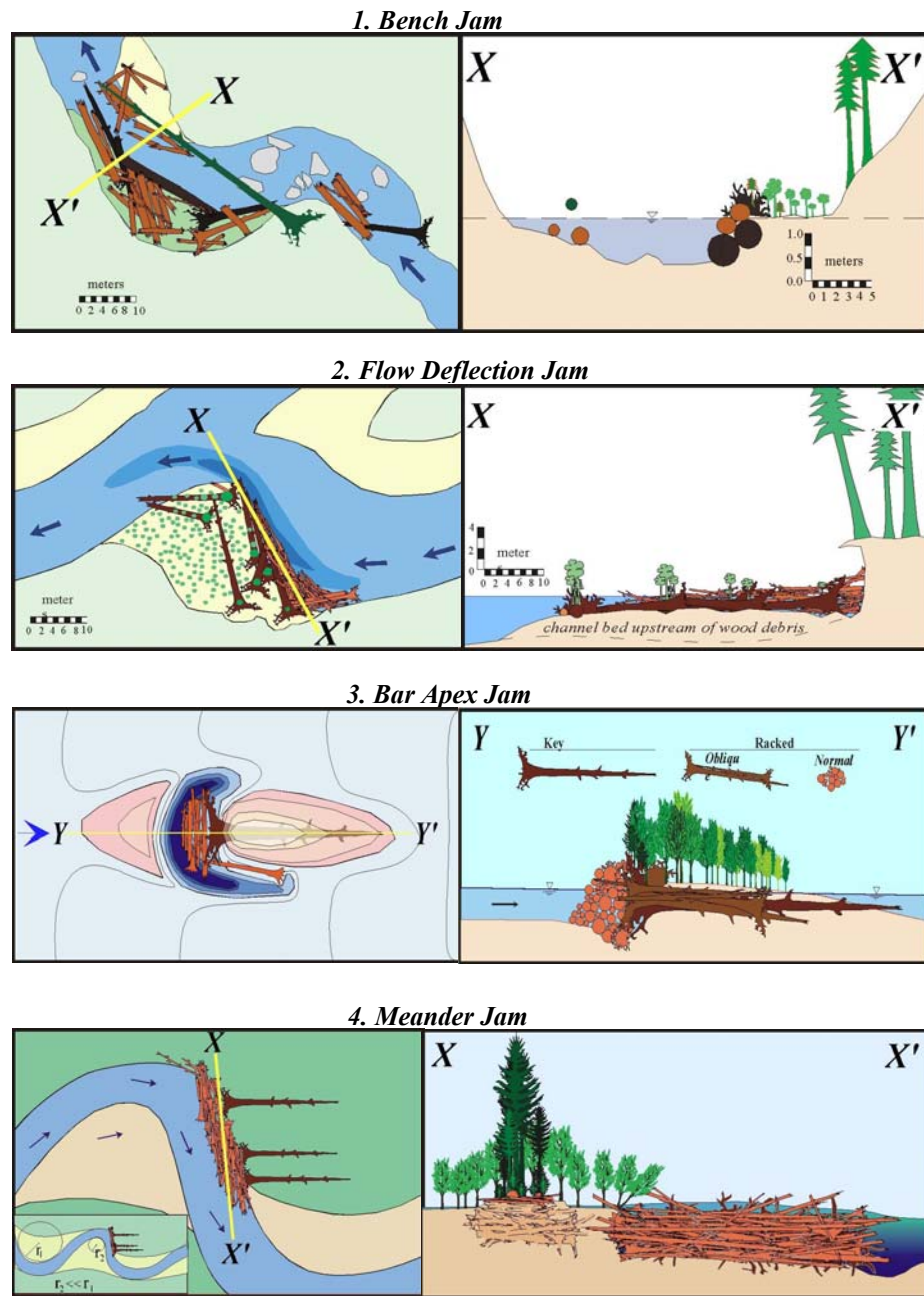 1. Bench Jam
X
X'
meters
0 2 4 6 8 10
X
X'
1.0
0.5
0.0
meters
0 1 2 3 4 5
2. Flow Deflection Jam
X
X'
meter
s
0 2 4 6 8 10
X
X'
4
2
0
meter
s
0 2 4 6 8 10
channel bed upstream of wood debris
3. Bar Apex Jam
Y
Y'
Y
Y'
Key
Racked
Obliqu
Normal
4. Meander Jam
X
X'
r1
r2
r2 << r1
X
X'